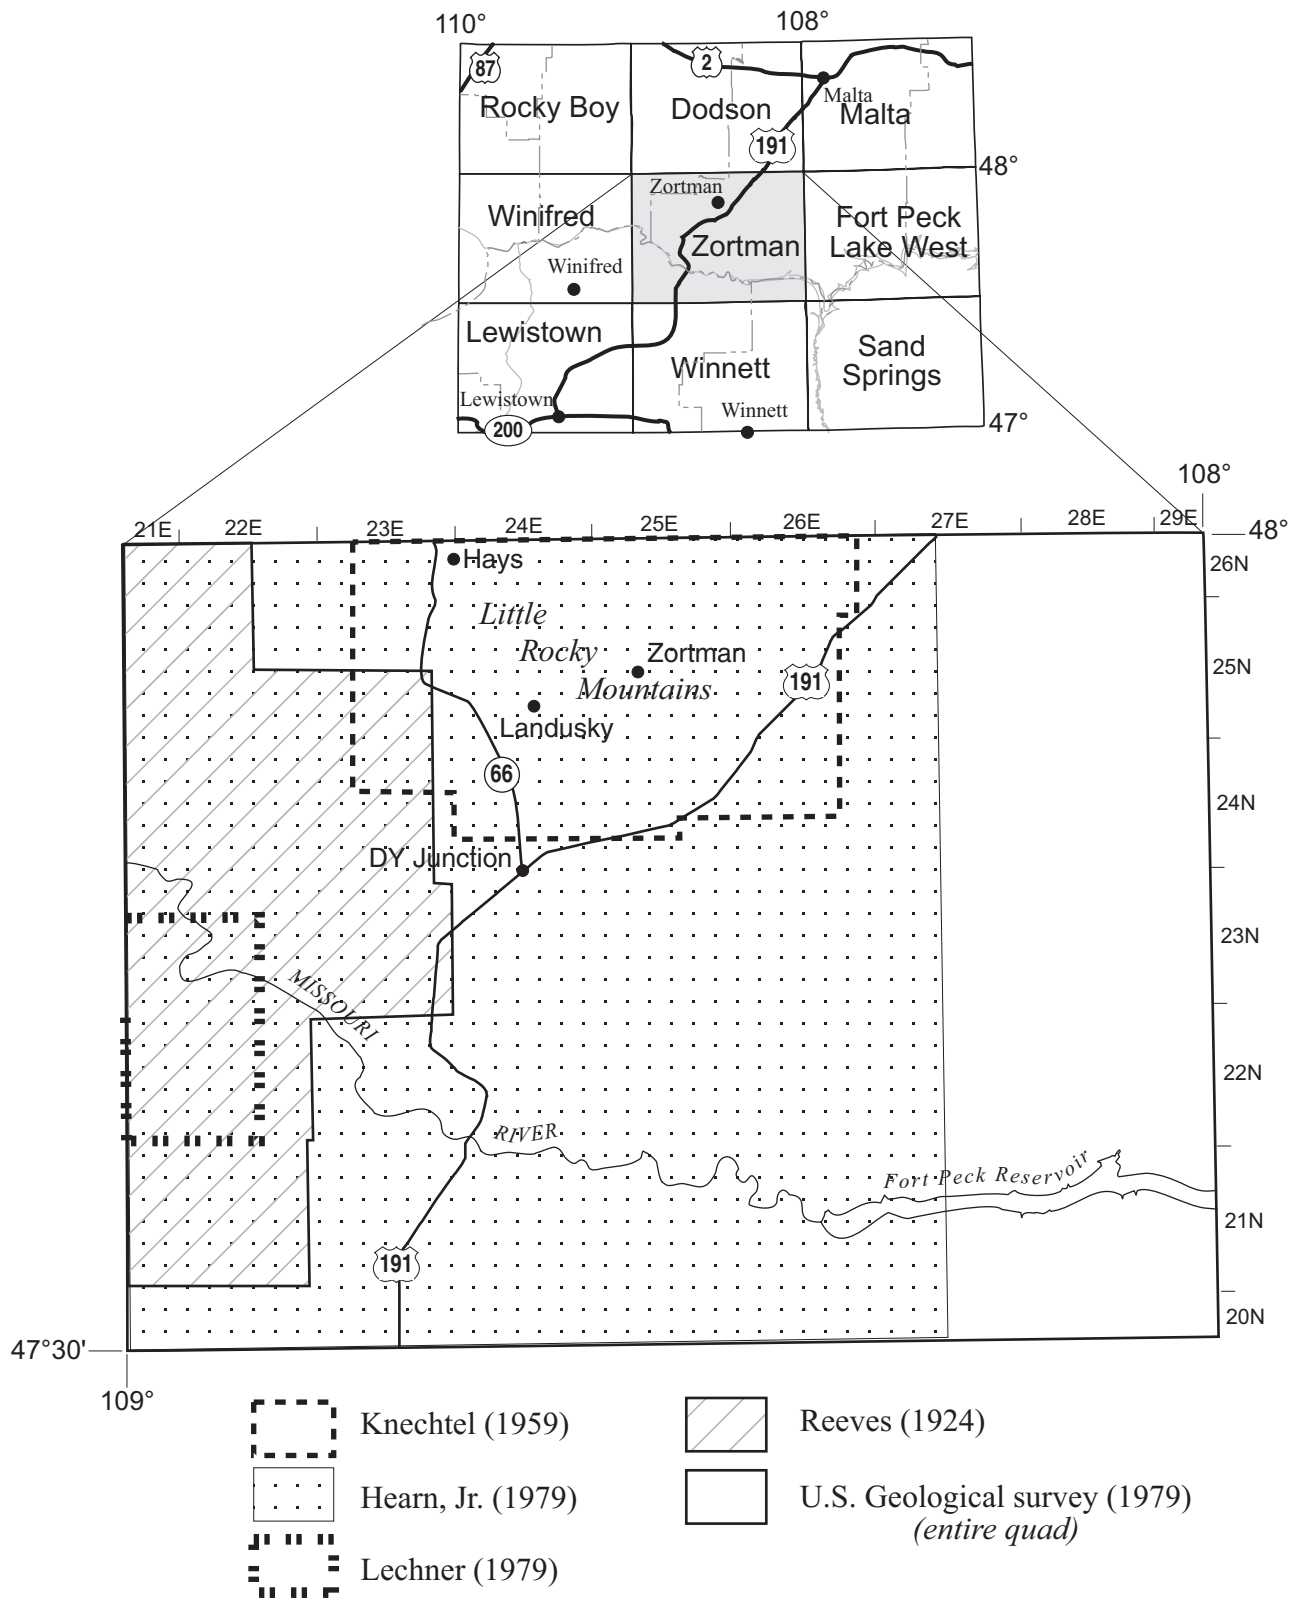 110°
108°
87
2
Malta
Rocky Boy
Dodson
Malta
191
48°
Zortman
Winifred
Fort Peck
Lake West
Zortman
Winifred
Lewistown
Winnett
Sand
Springs
Lewistown
Winnett
200
47°
108°
21E
22E
23E
24E
25E
26E
27E
28E
29E
48°
Hays
26N
Little
Rocky
Mountains
Zortman
25N
191
Landusky
66
24N
DY Junction
23N
MISSOURI
22N
RIVER
Fort Peck Reservoir
21N
191
20N
47°30'
109°
Knechtel (1959)
Reeves (1924)
Hearn, Jr. (1979)
U.S. Geological survey (1979)
(entire quad)
Lechner (1979)